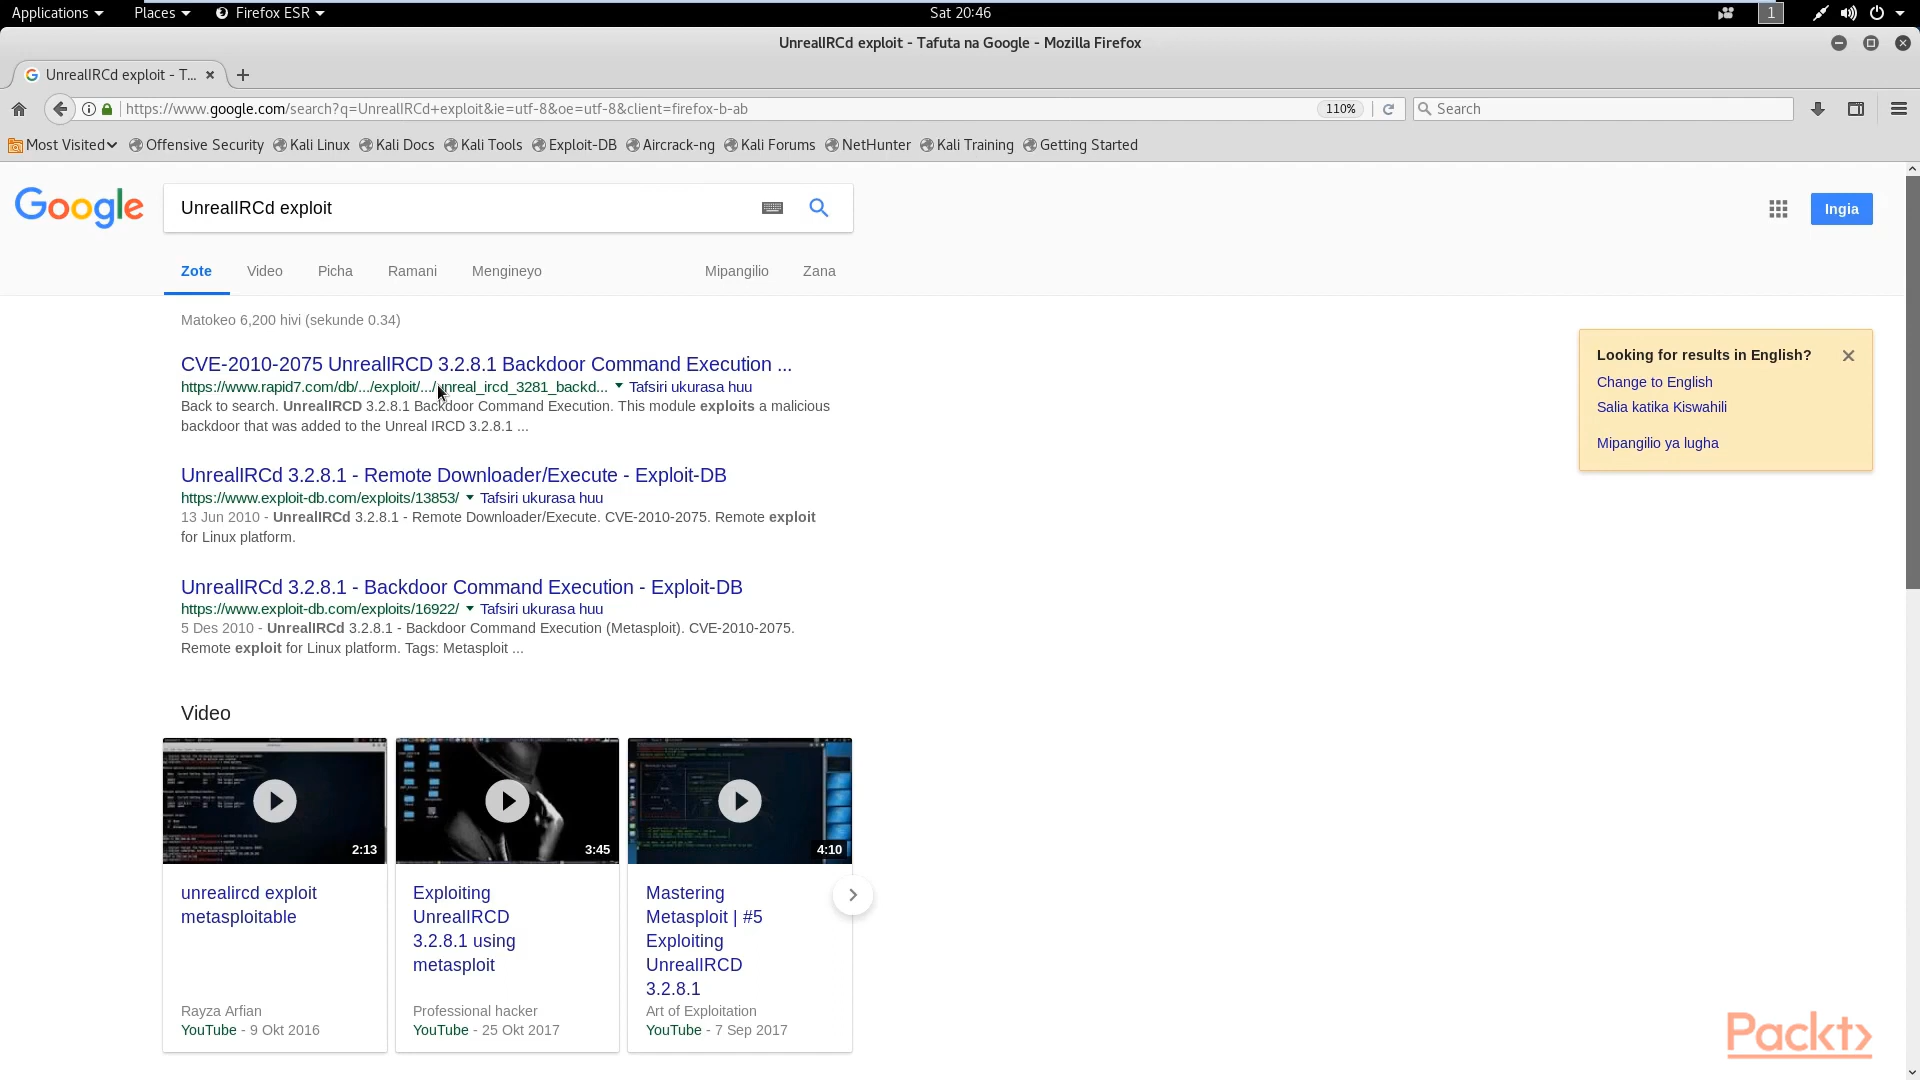 Applications
Places
Firefox ESR
Sat 20:46
1
UnrealIRCd exploit - Tafuta na Google - Mozilla Firefox
UnrealIRCd exploit - T...
https://www.google.com/search?q=UnrealIRCd+exploit&ie=utf-8&oe=utf-8&client=firefox-b-ab
110%
Search
Most Visited
Offensive Security
Kali Linux
Kali Docs
Kali Tools
Exploit-DB
Aircrack-ng
Kali Forums
NetHunter
Kali Training
Getting Started
Google
UnrealIRCd exploit
Ingia
Zote
Video
Picha
Ramani
Mengineyo
Mipangilio
Zana
Matokeo 6,200 hivi (sekunde 0.34)
CVE-2010-2075 UnrealIRCD 3.2.8.1 Backdoor Command Execution ...
https://www.rapid7.com/db/.../exploit/.../unreal_ircd_3281_backd... Tafsiri ukurasa huu
Back to search. UnrealIRCD 3.2.8.1 Backdoor Command Execution. This module exploits a malicious
backdoor that was added to the Unreal IRCD 3.2.8.1 ...
UnrealIRCd 3.2.8.1 - Remote Downloader/Execute - Exploit-DB
https://www.exploit-db.com/exploits/13853/ Tafsiri ukurasa huu
13 Jun 2010 - UnrealIRCd 3.2.8.1 - Remote Downloader/Execute. CVE-2010-2075. Remote exploit
for Linux platform.
UnrealIRCd 3.2.8.1 - Backdoor Command Execution - Exploit-DB
https://www.exploit-db.com/exploits/16922/ Tafsiri ukurasa huu
5 Des 2010 - UnrealIRCd 3.2.8.1 - Backdoor Command Execution (Metasploit). CVE-2010-2075.
Remote exploit for Linux platform. Tags: Metasploit ...
Looking for results in English?
Change to English
Salia katika Kiswahili
Mipangilio ya lugha
Video
2:13
unrealircd exploit
metasploitable
Rayza Arfian
YouTube - 9 Okt 2016
3:45
Exploiting
UnrealIRCD
3.2.8.1 using
metasploit
Professional hacker
YouTube - 25 Okt 2017
4:10
Mastering
Metasploit | #5
Exploiting
UnrealIRCD
3.2.8.1
Art of Exploitation
YouTube - 7 Sep 2017
Packt